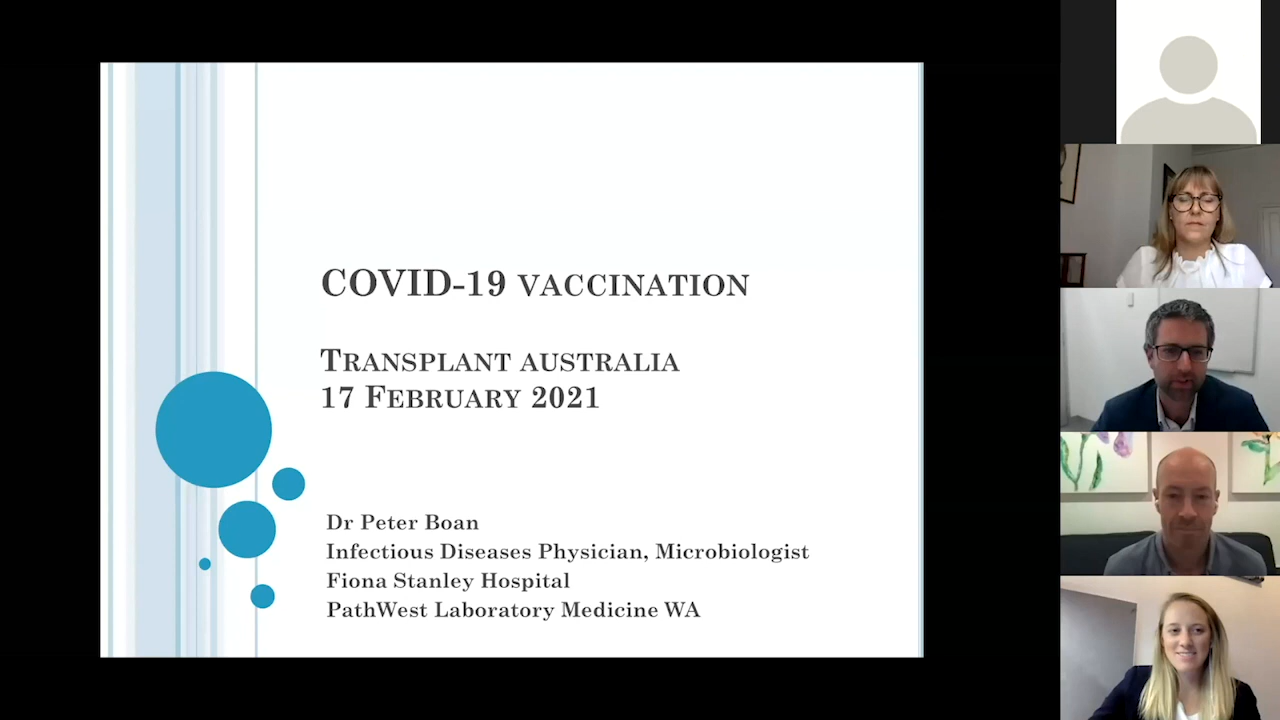 COVID-19 VACCINATION
TRANSPLANT AUSTRALIA
17 FEBRUARY 2021
Dr Peter Boan
Infectious Diseases Physician, Microbiologist
Fiona Stanley Hospital
PathWest Laboratory Medicine WA